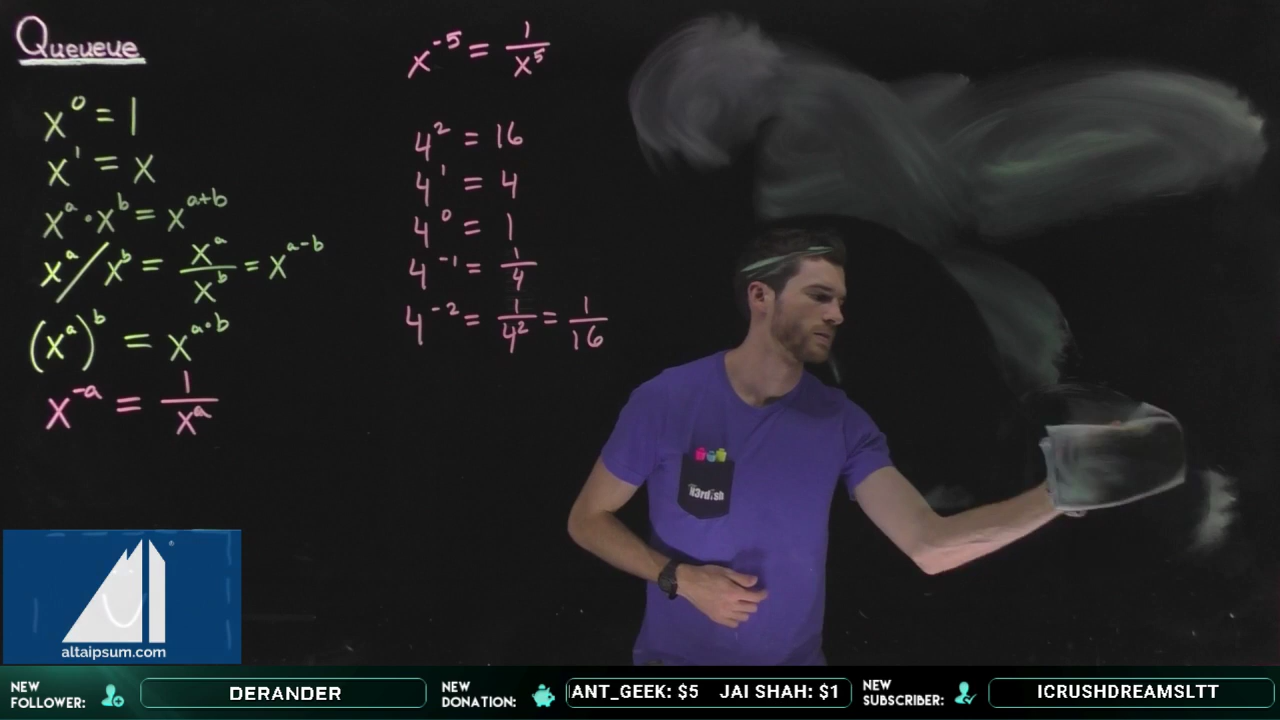 Queueue
x⁰ = 1
x¹ = x
xᵃ · xᵇ = xᵃ⁺ᵇ
xᵃ / xᵇ = xᵃ/xᵇ = xᵃ⁻ᵇ
(xᵃ)ᵇ = xᵃ˙ᵇ
x⁻ᵃ = 1/xᵃ
x⁻⁵ = 1/x⁵
4² = 16
4¹ = 4
4⁰ = 1
4⁻¹ = 1/4
4⁻² = 1/4² = 1/16
N3rdish
altaipsum.com
NEW FOLLOWER: DERANDER
NEW DONATION: ANT_GEEK: $5 JAI SHAH: $1
NEW SUBSCRIBER: ICRUSHDREAMSLTT